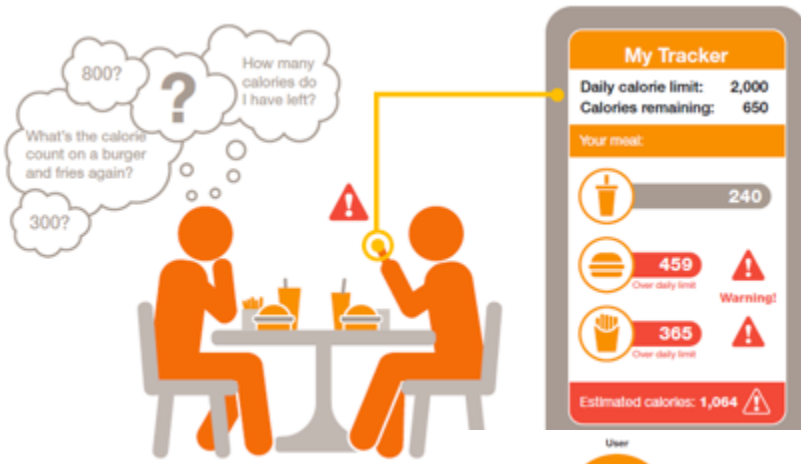 800?
?
How many
calories do
I have left?
What's the calorie
count on a burger
and fries again?
300?
My Tracker
Daily calorie limit: 2,000
Calories remaining: 650
Your meal:
240
459
Over daily limit
Warning!
365
Over daily limit
Estimated calories: 1,064
User